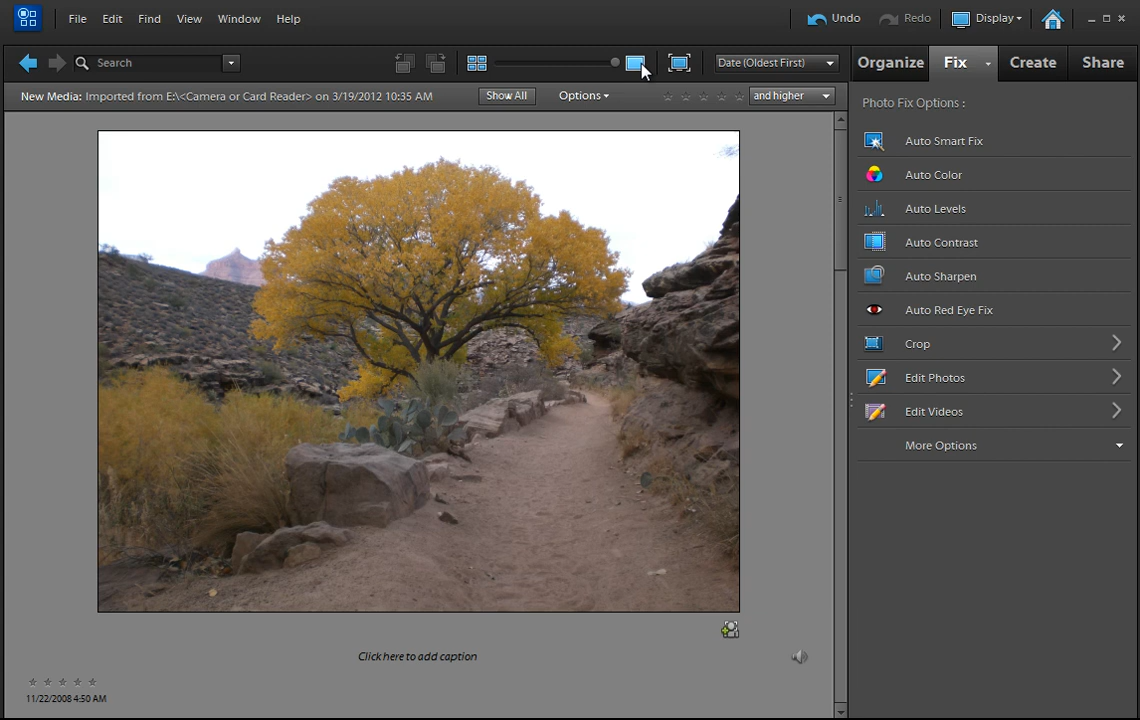 File Edit Find View Window Help Undo Redo Display
Search Date (Oldest First) Organize Fix Create Share
New Media: Imported from E:\<Camera or Card Reader> on 3/19/2012 10:35 AM Show All Options and higher
Photo Fix Options :
Auto Smart Fix
Auto Color
Auto Levels
Auto Contrast
Auto Sharpen
Auto Red Eye Fix
Crop
Edit Photos
Edit Videos
More Options
Click here to add caption
11/22/2008 4:50 AM